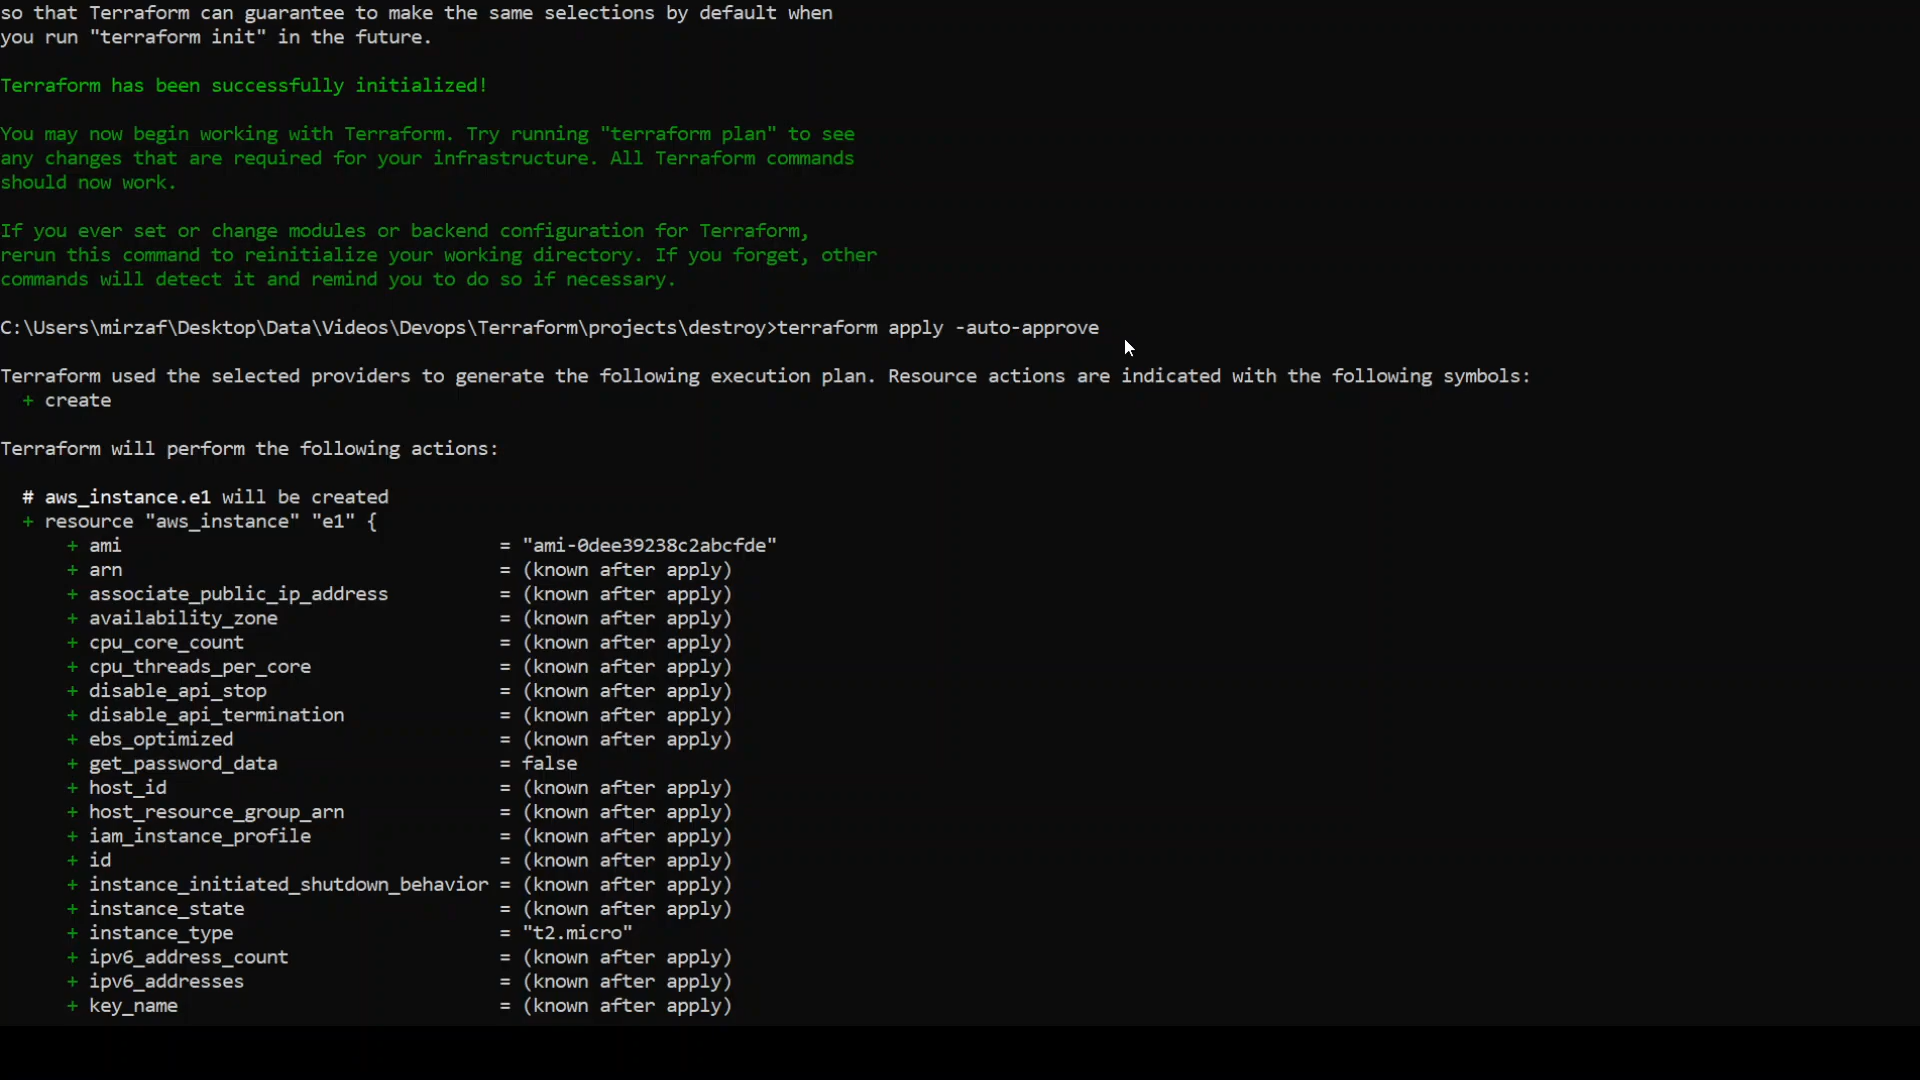 so that Terraform can guarantee to make the same selections by default when
you run "terraform init" in the future.
Terraform has been successfully initialized!
You may now begin working with Terraform. Try running "terraform plan" to see
any changes that are required for your infrastructure. All Terraform commands
should now work.
If you ever set or change modules or backend configuration for Terraform,
rerun this command to reinitialize your working directory. If you forget, other
commands will detect it and remind you to do so if necessary.
C:\Users\mirzaf\Desktop\Data\Videos\Devops\Terraform\projects\destroy>terraform apply -auto-approve
Terraform used the selected providers to generate the following execution plan. Resource actions are indicated with the following symbols:
  + create
Terraform will perform the following actions:
  # aws_instance.e1 will be created
  + resource "aws_instance" "e1" {
      + ami                                  = "ami-0dee39238c2abcfde"
      + arn                                  = (known after apply)
      + associate_public_ip_address          = (known after apply)
      + availability_zone                    = (known after apply)
      + cpu_core_count                       = (known after apply)
      + cpu_threads_per_core                 = (known after apply)
      + disable_api_stop                     = (known after apply)
      + disable_api_termination              = (known after apply)
      + ebs_optimized                        = (known after apply)
      + get_password_data                    = false
      + host_id                              = (known after apply)
      + host_resource_group_arn              = (known after apply)
      + iam_instance_profile                 = (known after apply)
      + id                                   = (known after apply)
      + instance_initiated_shutdown_behavior = (known after apply)
      + instance_state                       = (known after apply)
      + instance_type                        = "t2.micro"
      + ipv6_address_count                   = (known after apply)
      + ipv6_addresses                       = (known after apply)
      + key_name                             = (known after apply)